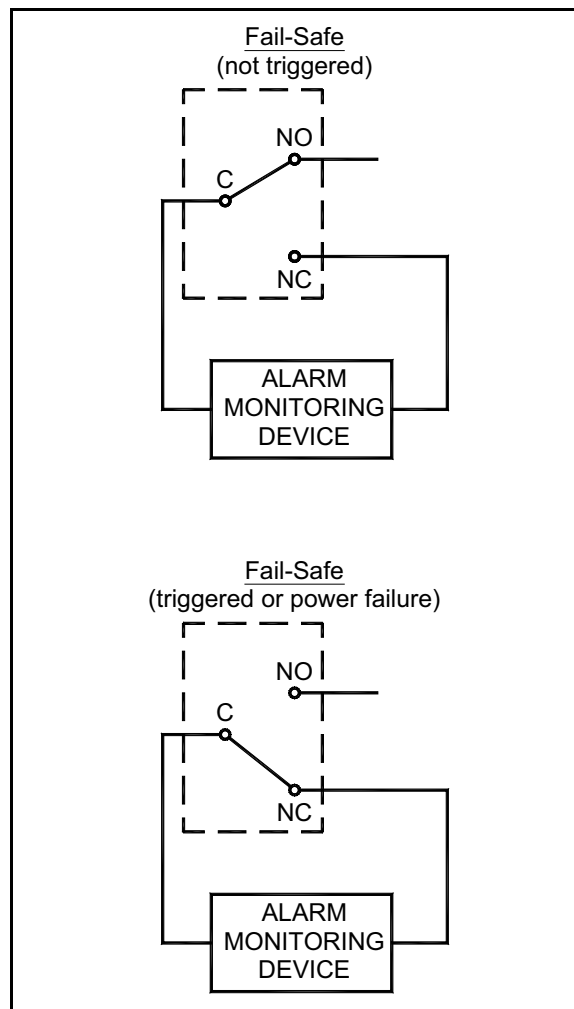 Fail-Safe
(not triggered)
NO
C
NC
ALARM
MONITORING
DEVICE
Fail-Safe
(triggered or power failure)
NO
C
NC
ALARM
MONITORING
DEVICE